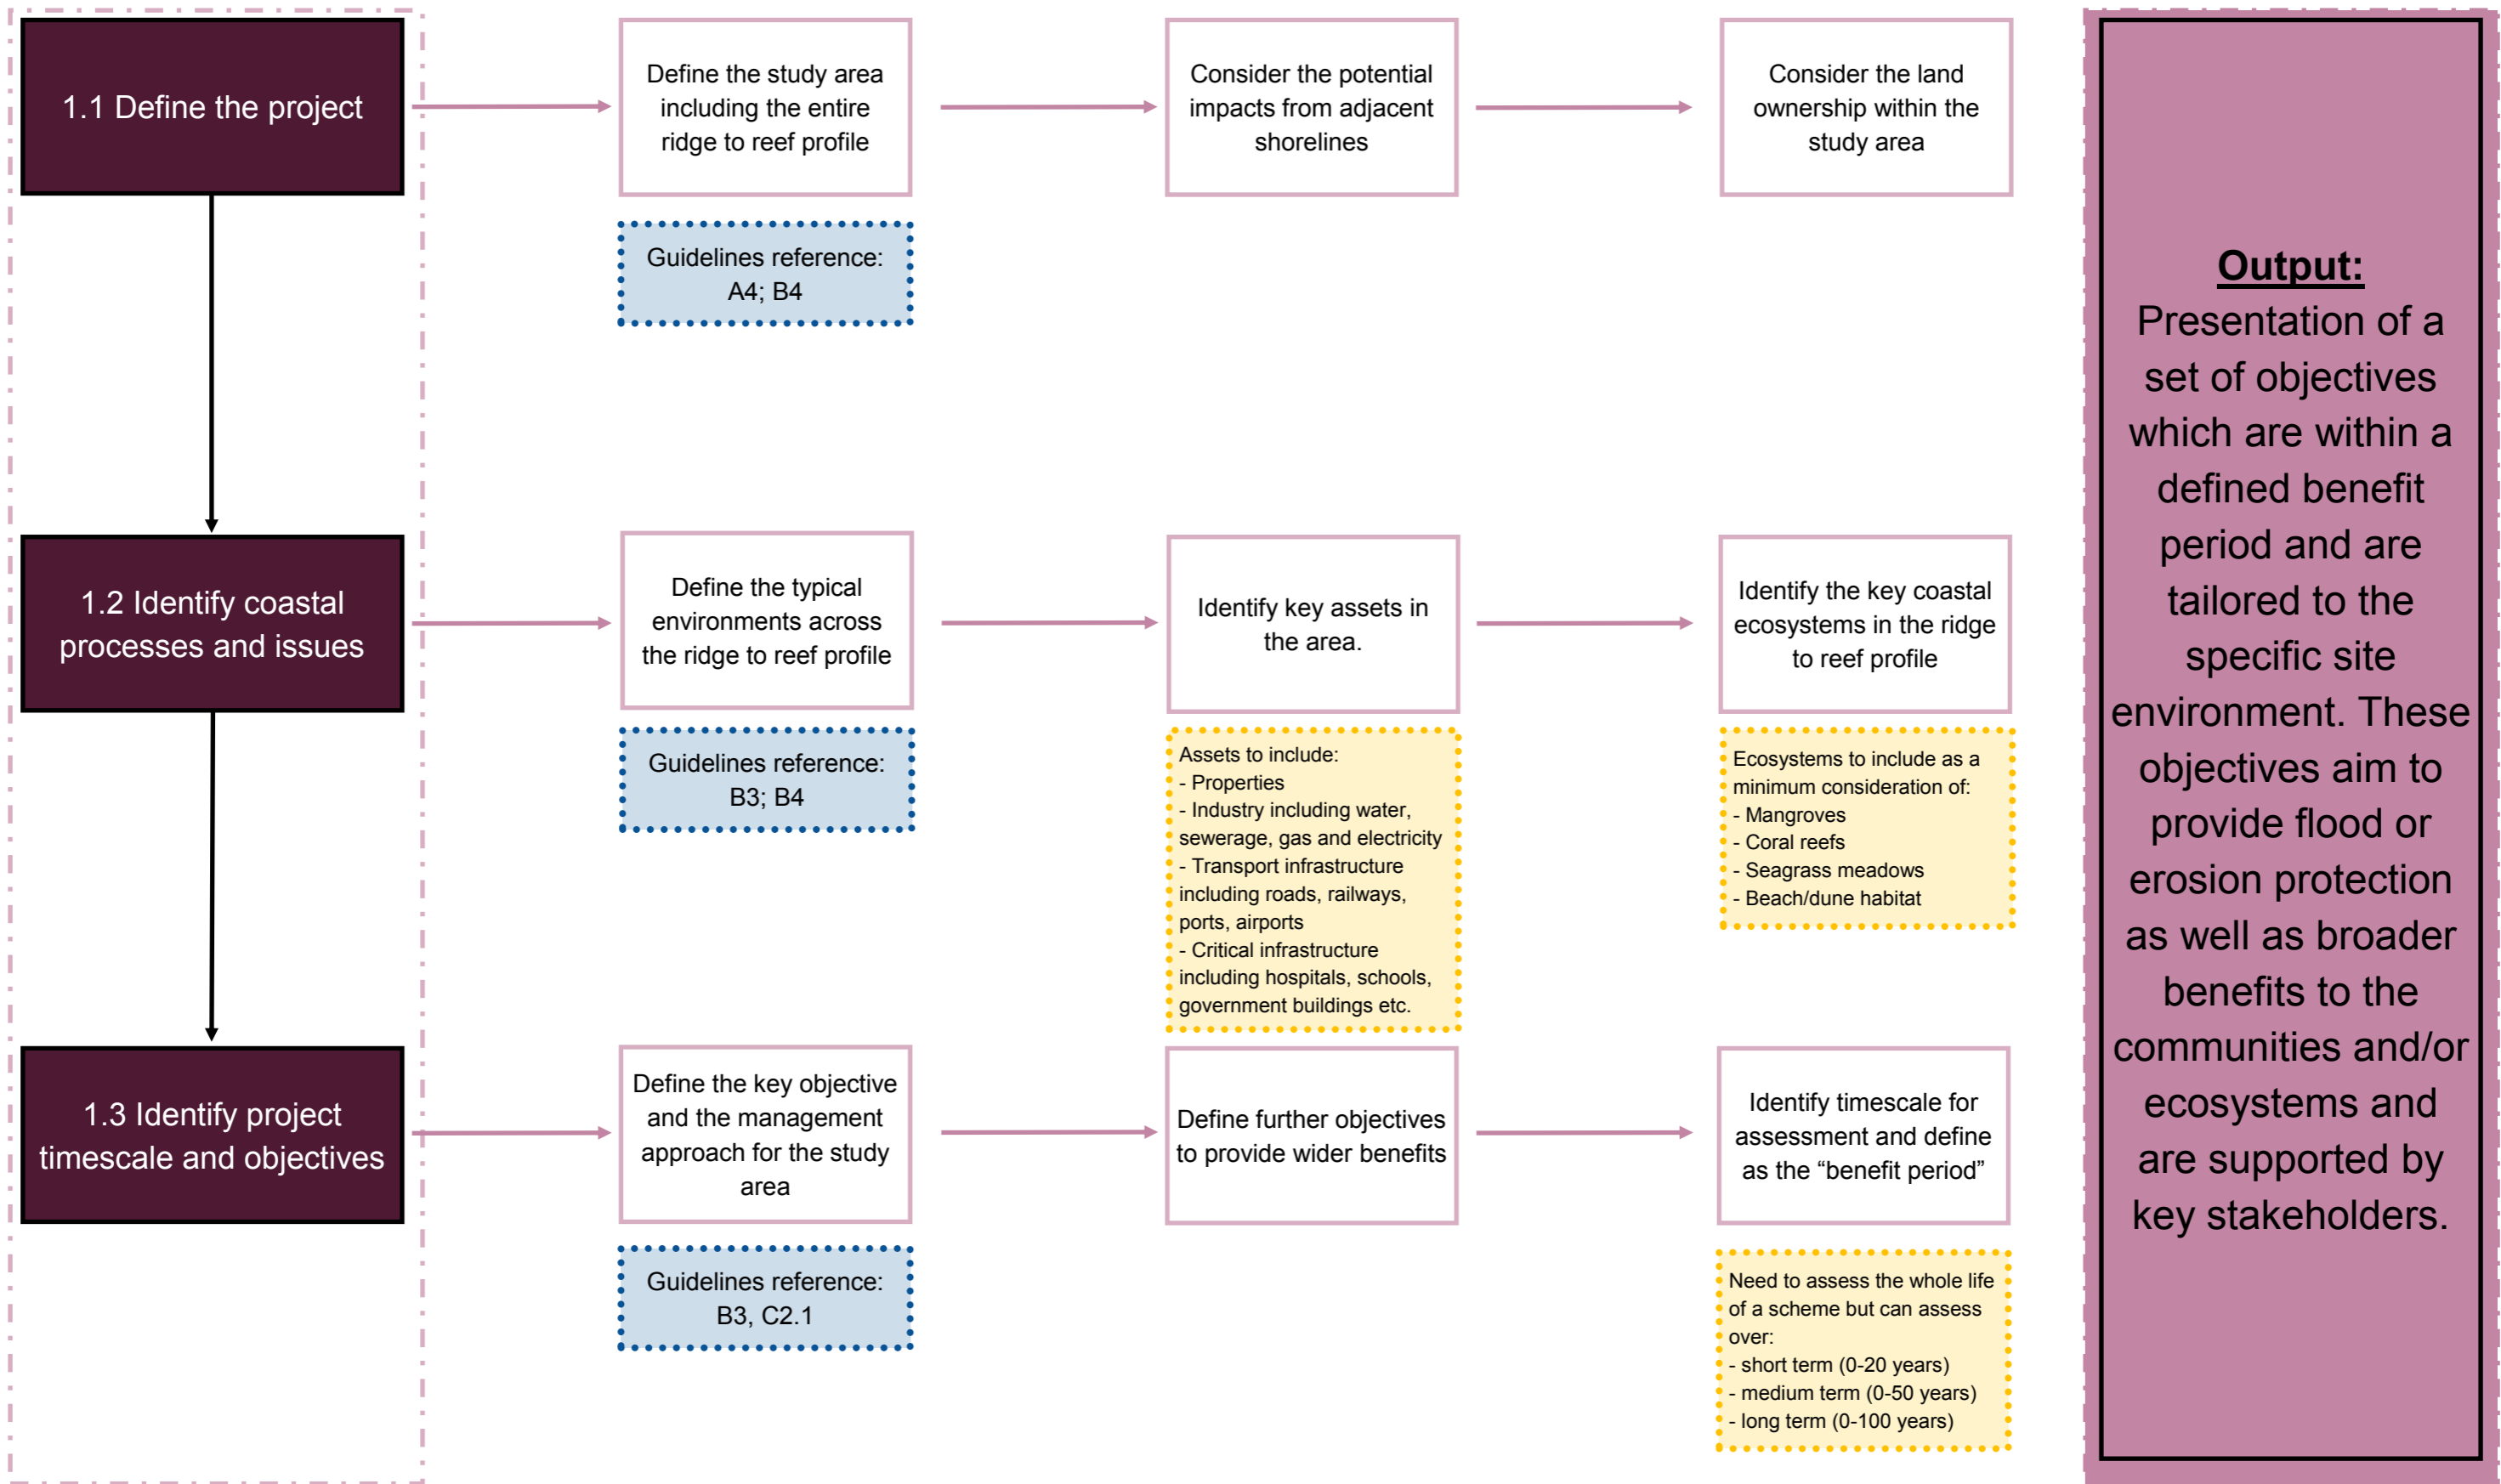 1.1 Define the project
Define the study area
including the entire
ridge to reef profile
Consider the potential
impacts from adjacent
shorelines
Consider the land
ownership within the
study area
Guidelines reference:
A4; B4
1.2 Identify coastal
processes and issues
Define the typical
environments across
the ridge to reef profile
Identify key assets in
the area.
Identify the key coastal
ecosystems in the ridge
to reef profile
Guidelines reference:
B3; B4
Assets to include:
- Properties
- Industry including water,
sewerage, gas and electricity
- Transport infrastructure
including roads, railways,
ports, airports
- Critical infrastructure
including hospitals, schools,
government buildings etc.
Ecosystems to include as a
minimum consideration of:
- Mangroves
- Coral reefs
- Seagrass meadows
- Beach/dune habitat
1.3 Identify project
timescale and objectives
Define the key objective
and the management
approach for the study
area
Define further objectives
to provide wider benefits
Identify timescale for
assessment and define
as the “benefit period”
Guidelines reference:
B3, C2.1
Need to assess the whole life
of a scheme but can assess
over:
- short term (0-20 years)
- medium term (0-50 years)
- long term (0-100 years)
Output:
Presentation of a
set of objectives
which are within a
defined benefit
period and are
tailored to the
specific site
environment. These
objectives aim to
provide flood or
erosion protection
as well as broader
benefits to the
communities and/or
ecosystems and
are supported by
key stakeholders.